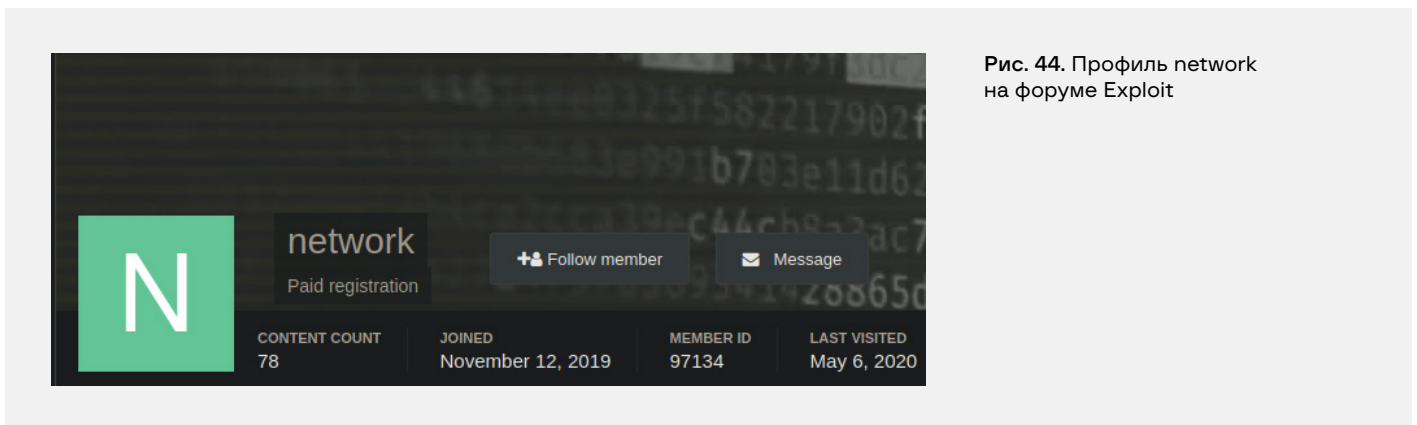 Рис. 44. Профиль network
на форуме Exploit
N
network
Paid registration
Follow member
Message
CONTENT COUNT
78
JOINED
November 12, 2019
MEMBER ID
97134
LAST VISITED
May 6, 2020